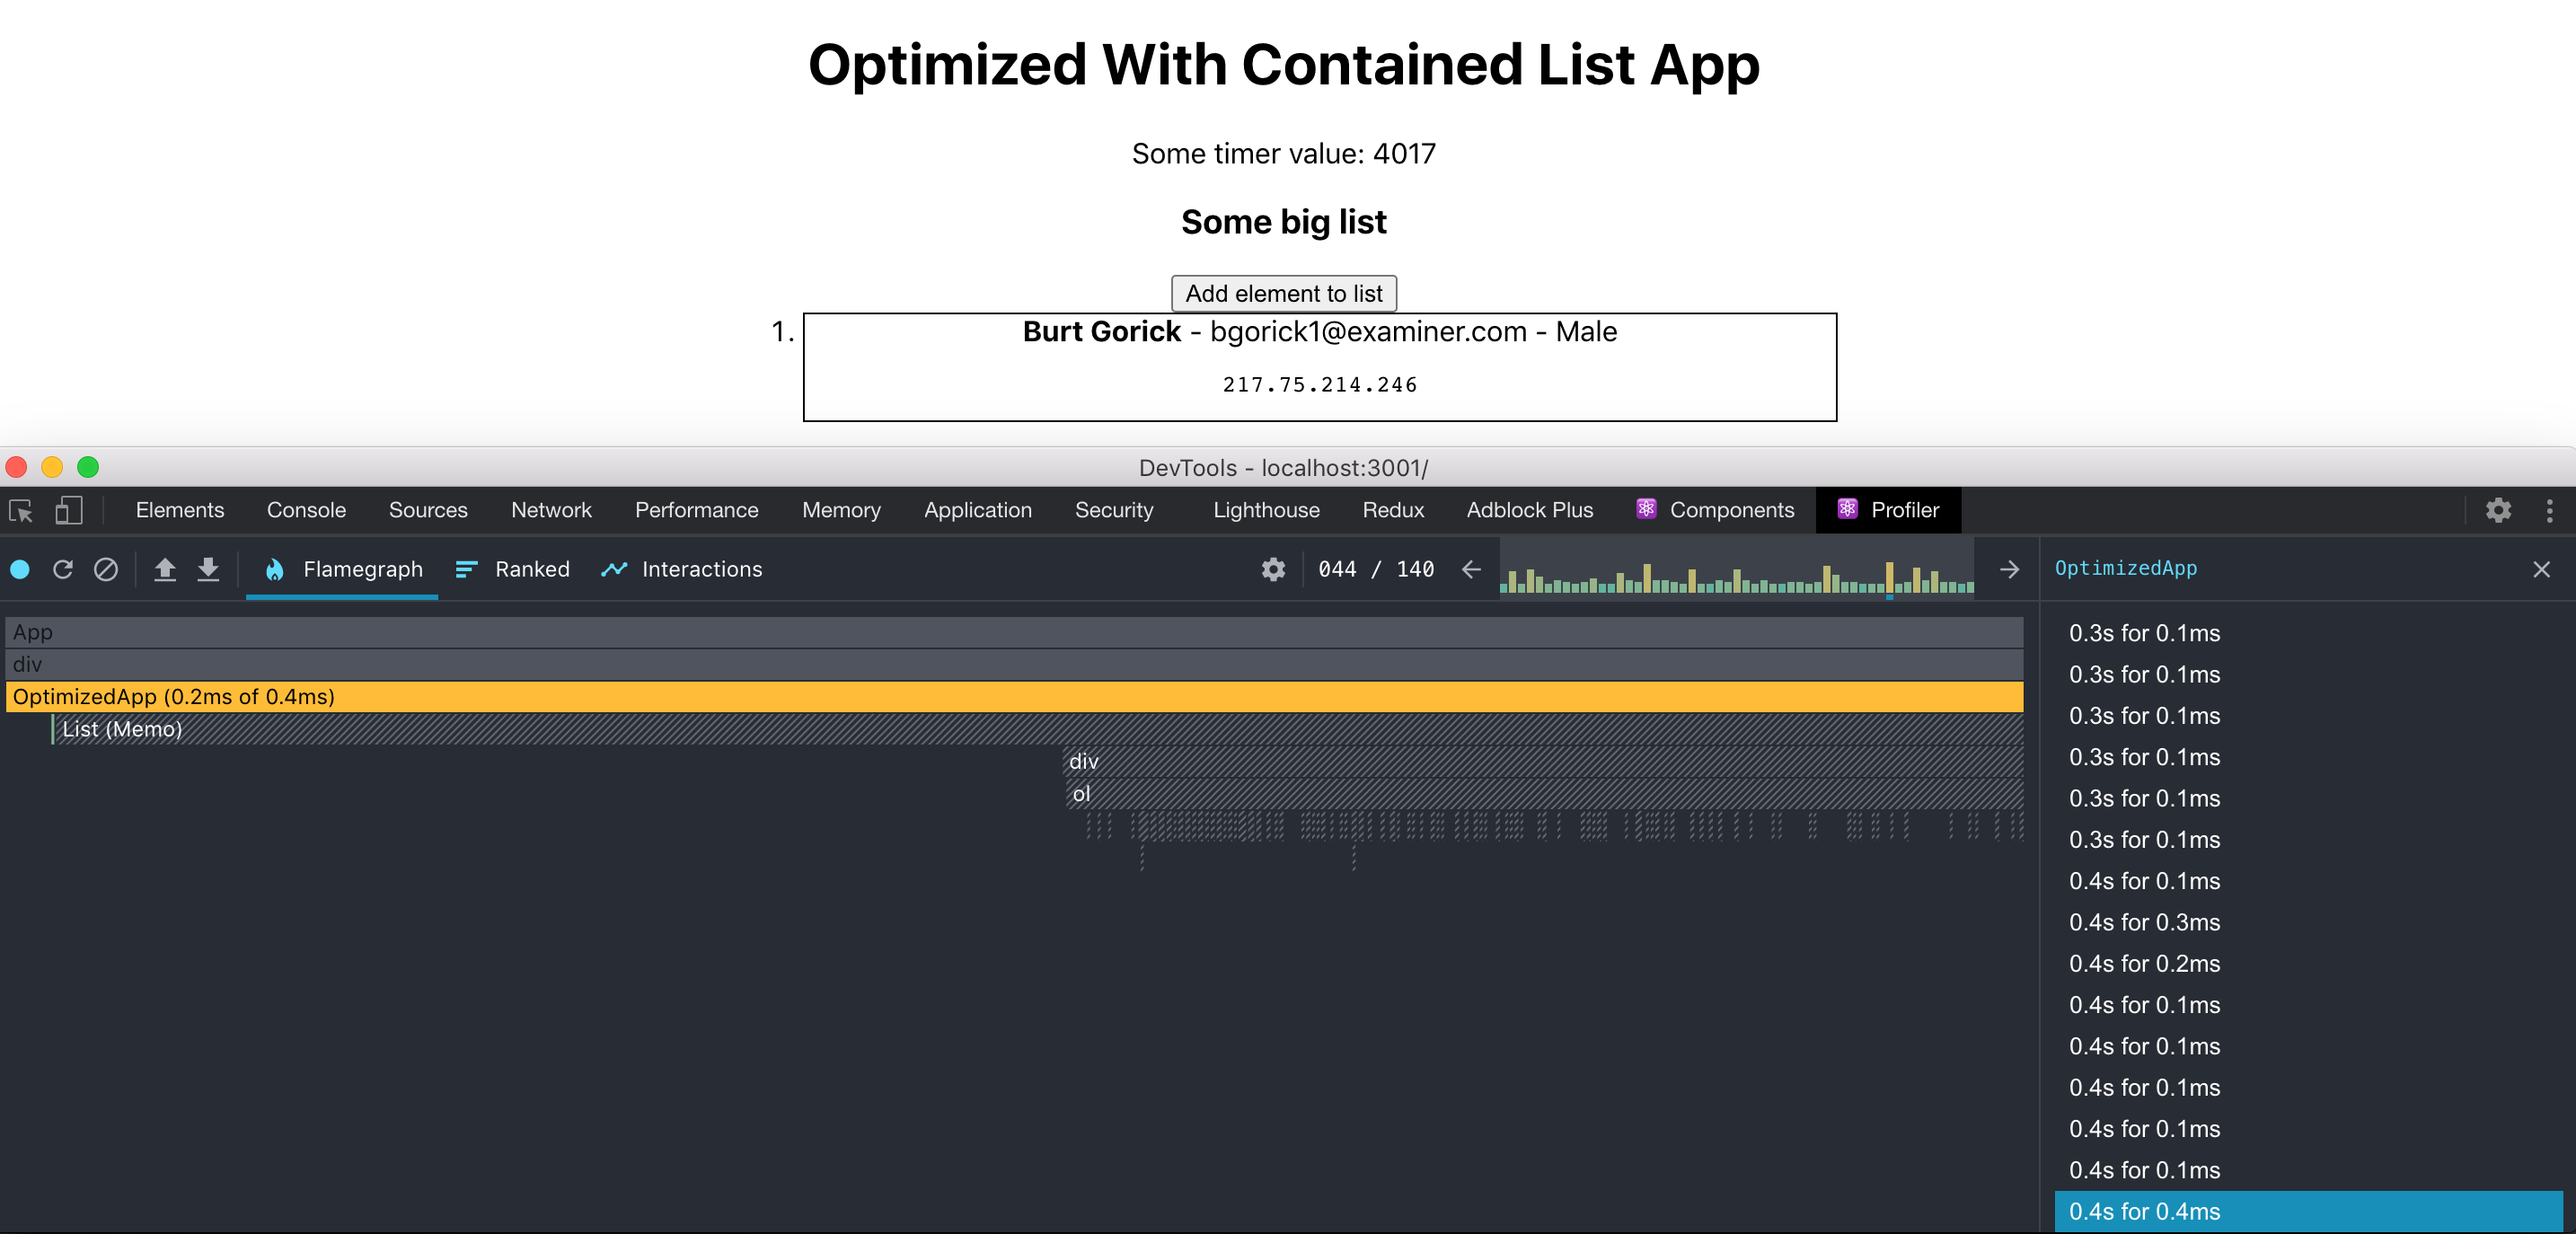 Optimized With Contained List App
Some timer value: 4017
Some big list
Add element to list
1. Burt Gorick - bgorick1@examiner.com - Male
217.75.214.246
DevTools - localhost:3001/
Elements Console Sources Network Performance Memory Application Security Lighthouse Redux Adblock Plus Components Profiler
Flamegraph Ranked Interactions 044 / 140 OptimizedApp
App
div
OptimizedApp (0.2ms of 0.4ms)
List (Memo)
div
ol
0.3s for 0.1ms
0.3s for 0.1ms
0.3s for 0.1ms
0.3s for 0.1ms
0.3s for 0.1ms
0.3s for 0.1ms
0.4s for 0.1ms
0.4s for 0.3ms
0.4s for 0.2ms
0.4s for 0.1ms
0.4s for 0.1ms
0.4s for 0.1ms
0.4s for 0.1ms
0.4s for 0.1ms
0.4s for 0.4ms